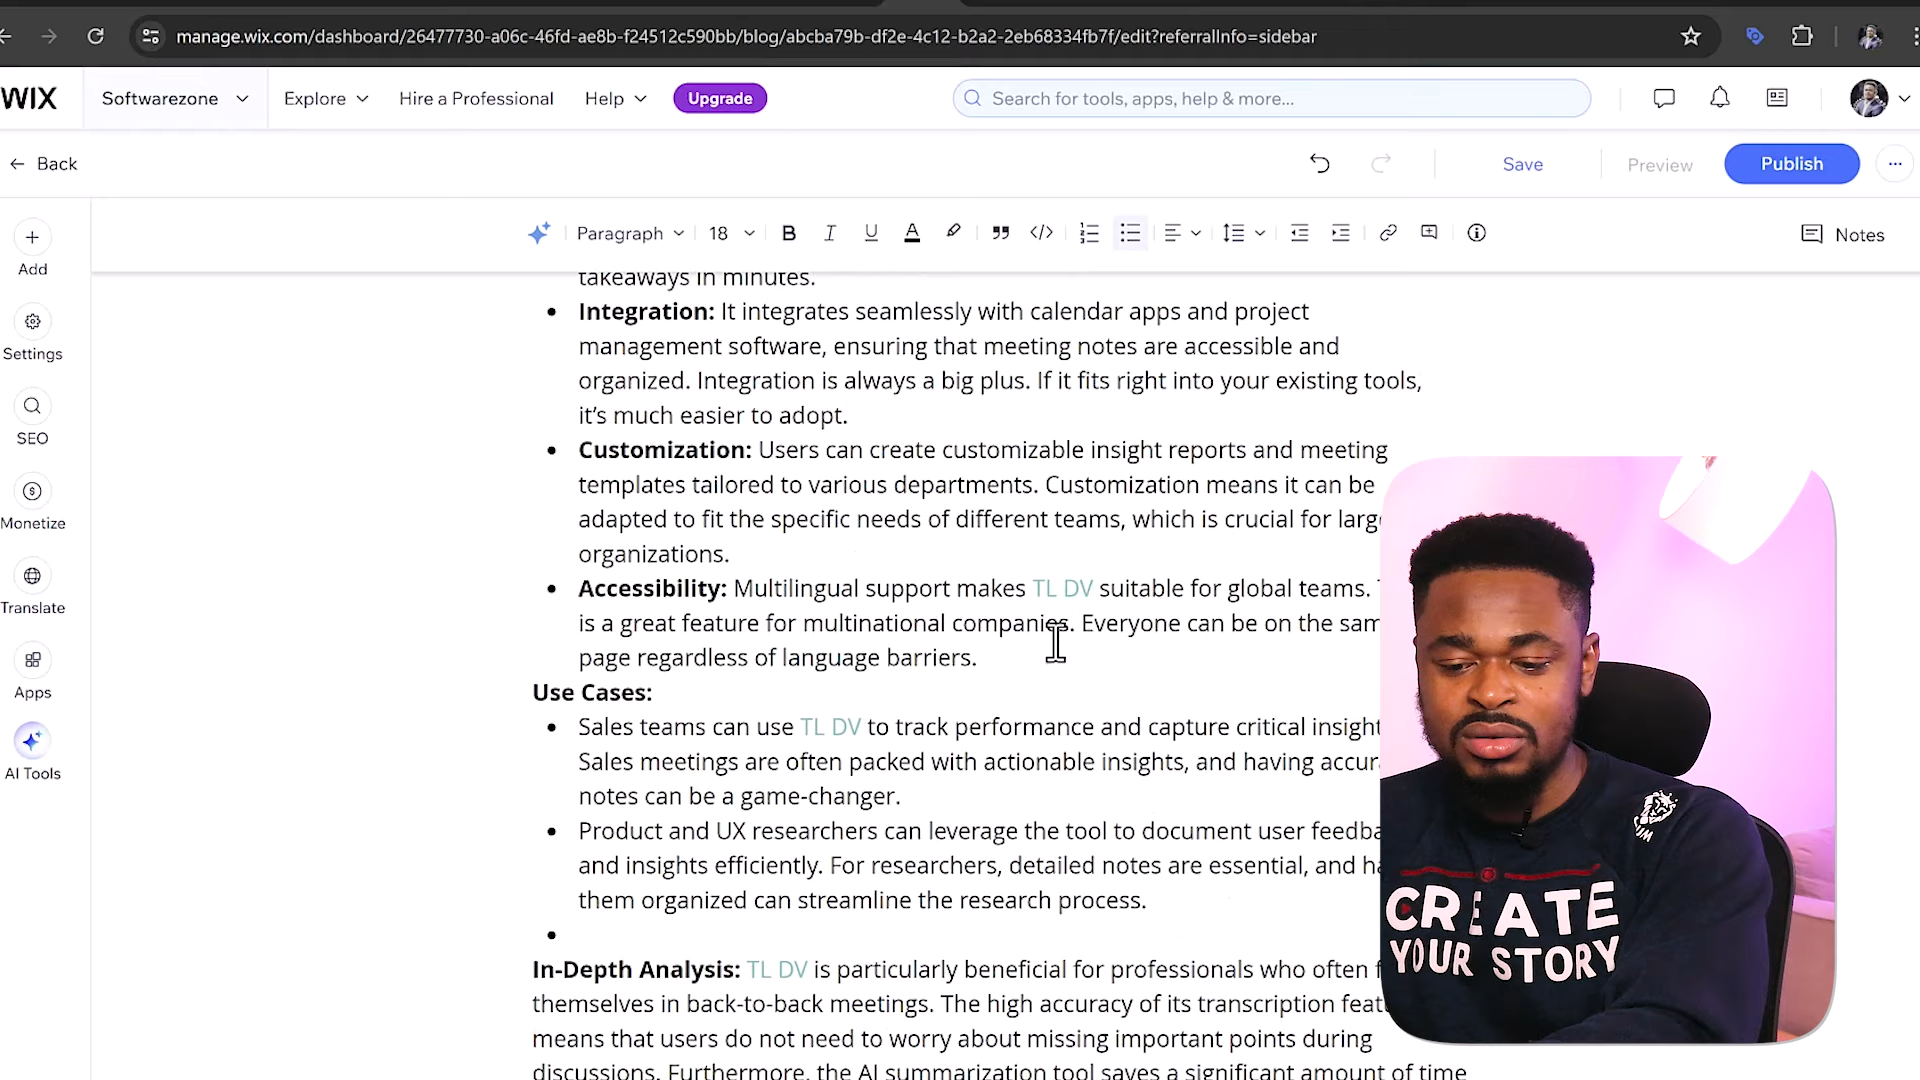 manage.wix.com/dashboard/26477730-a06c-46fd-ae8b-f24512c590bb/blog/abcba79b-df2e-4c12-b2a2-2eb68334fb7f/edit?referralInfo=sidebar
WIX
Softwarezone
Explore
Hire a Professional
Help
Upgrade
Search for tools, apps, help & more...
Back
Save
Preview
Publish
Paragraph
18
Notes
Add
Settings
SEO
Monetize
Translate
Apps
AI Tools
takeaways in minutes.
• Integration: It integrates seamlessly with calendar apps and project
management software, ensuring that meeting notes are accessible and
organized. Integration is always a big plus. If it fits right into your existing tools,
it’s much easier to adopt.
• Customization: Users can create customizable insight reports and meeting
templates tailored to various departments. Customization means it can be
adapted to fit the specific needs of different teams, which is crucial for
organizations.
• Accessibility: Multilingual support makes TL DV suitable for global teams.
is a great feature for multinational companies. Everyone can be on the
page regardless of language barriers.
Use Cases:
• Sales teams can use TL DV to track performance and capture critical
Sales meetings are often packed with actionable insights, and having
notes can be a game-changer.
• Product and UX researchers can leverage the tool to document user
and insights efficiently. For researchers, detailed notes are essential, and
them organized can streamline the research process.
•
In-Depth Analysis: TL DV is particularly beneficial for professionals who often
themselves in back-to-back meetings. The high accuracy of its transcription
means that users do not need to worry about missing important points during
discussions. Furthermore, the AI summarization tool saves a significant amount of time
CREATE
YOUR STORY